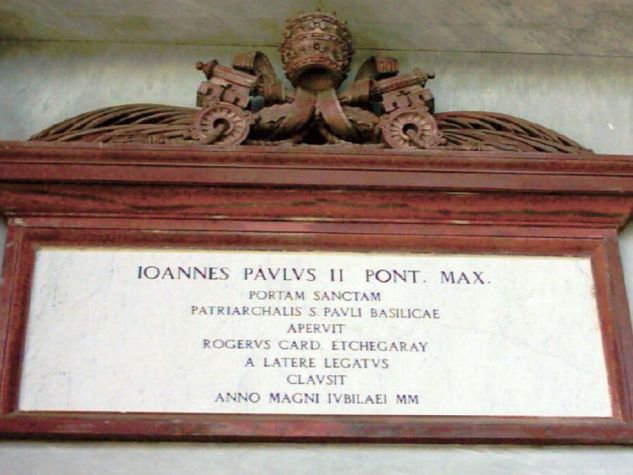 IOANNES PAVLVS II PONT. MAX.
PORTAM SANCTAM
PATRIARCHALIS S. PAVLI BASILICAE
APERVIT
ROGERVS CARD. ETCHEGARAY
A LATERE LEGATVS
CLAVSIT
ANNO MAGNI IVBILAEI MM